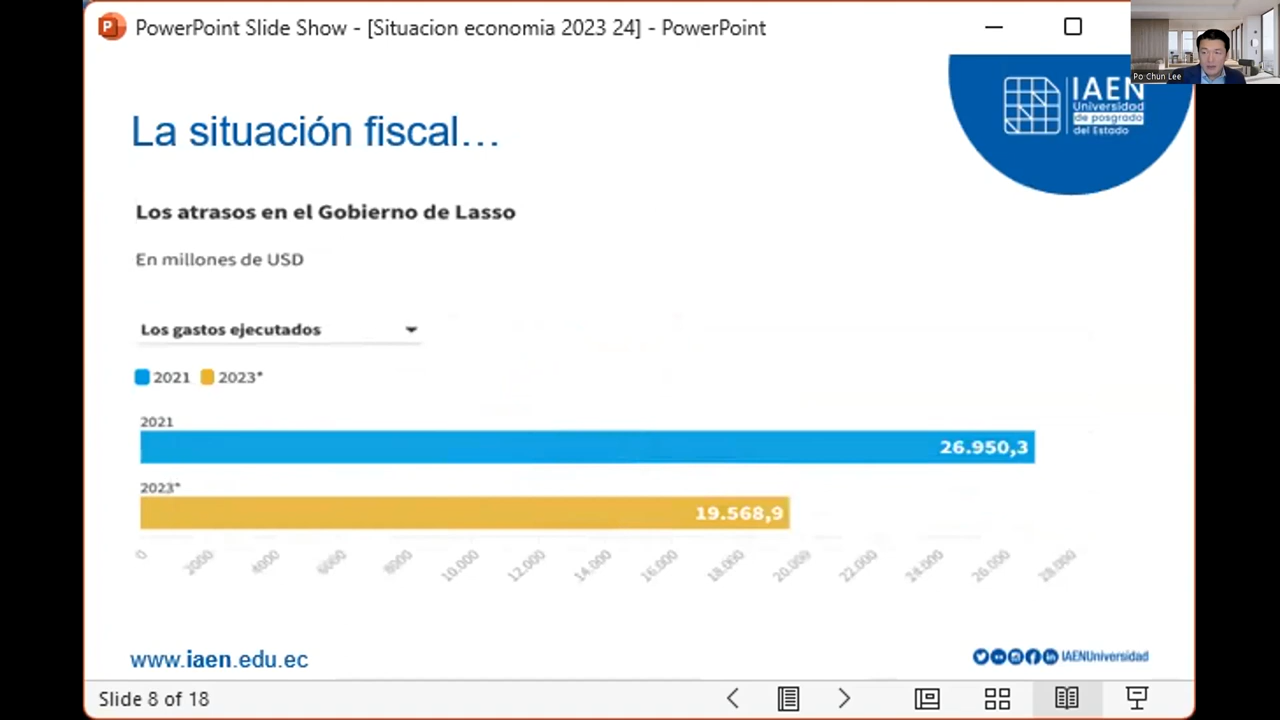 PowerPoint Slide Show - [Situacion economia 2023 24] - PowerPoint
Po Chun Lee
IAEN
Universidad
de posgrado
del Estado
La situación fiscal...
Los atrasos en el Gobierno de Lasso
En millones de USD
Los gastos ejecutados
2021 2023*
2021
26.950,3
2023*
19.568,9
0 2000 4000 6000 8000 10.000 12.000 14.000 16.000 18.000 20.000 22.000 24.000 26.000 28.000
www.iaen.edu.ec
IAENUniversidad
Slide 8 of 18